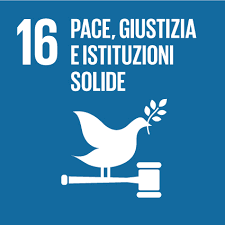 16 PACE, GIUSTIZIA
E ISTITUZIONI
SOLIDE